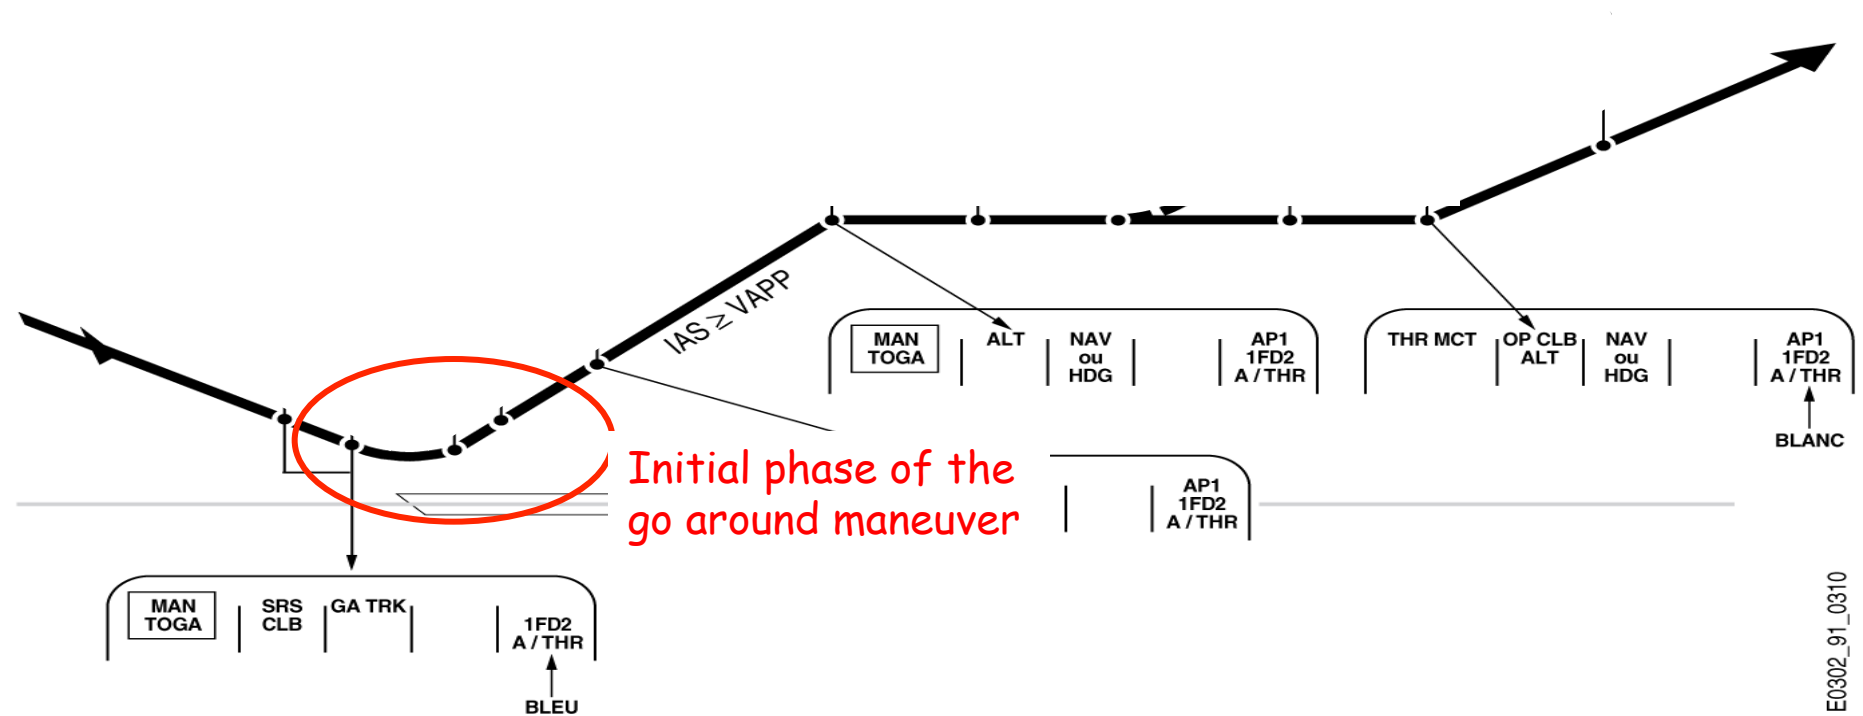 IAS ≥ VAPP
MAN
TOGA
ALT
NAV
ou
HDG
AP1
1FD2
A / THR
THR MCT
OP CLB
ALT
NAV
ou
HDG
AP1
1FD2
A / THR
BLANC
Initial phase of the
go around maneuver
AP1
1FD2
A / THR
MAN
TOGA
SRS
CLB
GA TRK
1FD2
A / THR
BLEU
E0302_91_0310